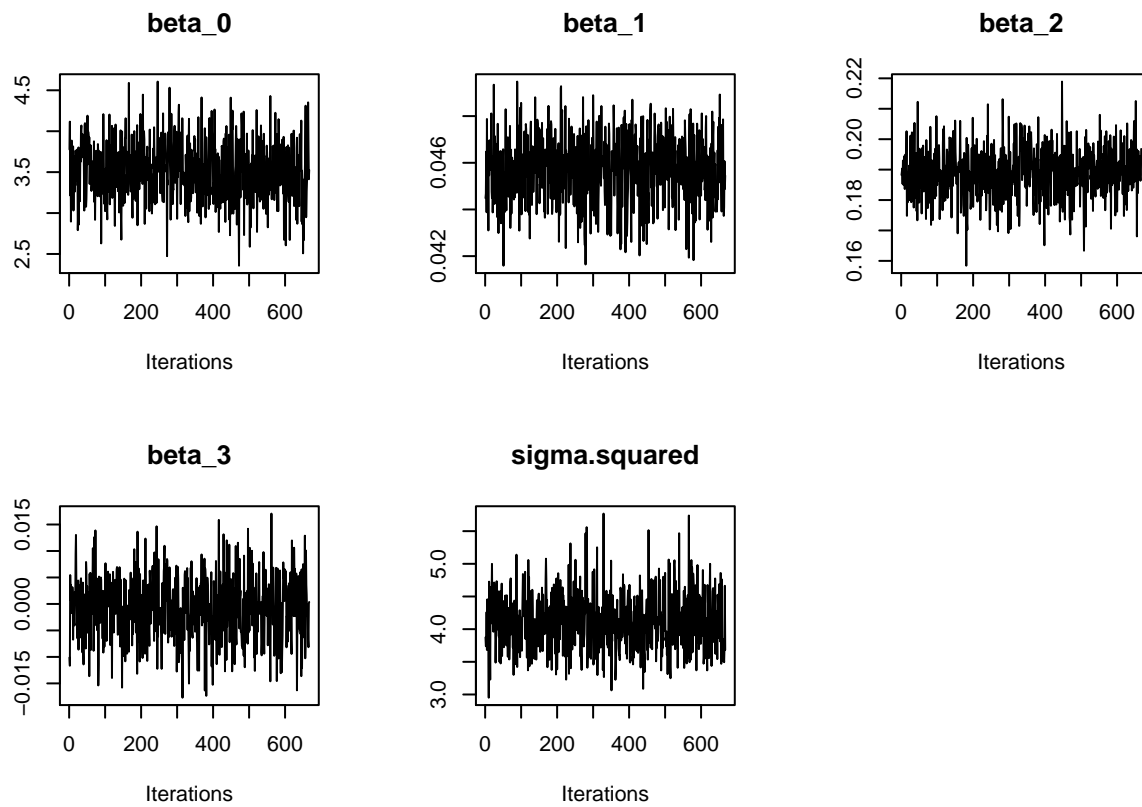 beta_0
4.5
3.5
2.5
0 200 400 600
Iterations
beta_1
0.046
0.042
0 200 400 600
Iterations
beta_2
0.22
0.20
0.18
0.16
0 200 400 600
Iterations
beta_3
0.015
0.000
−0.015
0 200 400 600
Iterations
sigma.squared
5.0
4.0
3.0
0 200 400 600
Iterations